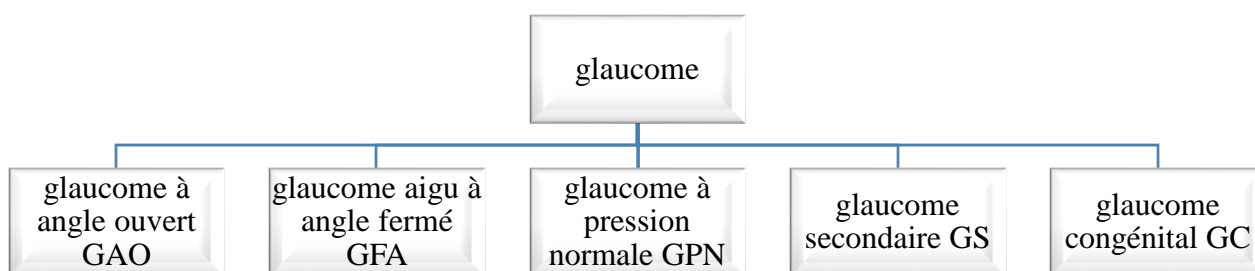 glaucome
glaucome à
angle ouvert
GAO
glaucome aigu à
angle fermé
GFA
glaucome à
pression
normale GPN
glaucome
secondaire GS
glaucome
congénital GC